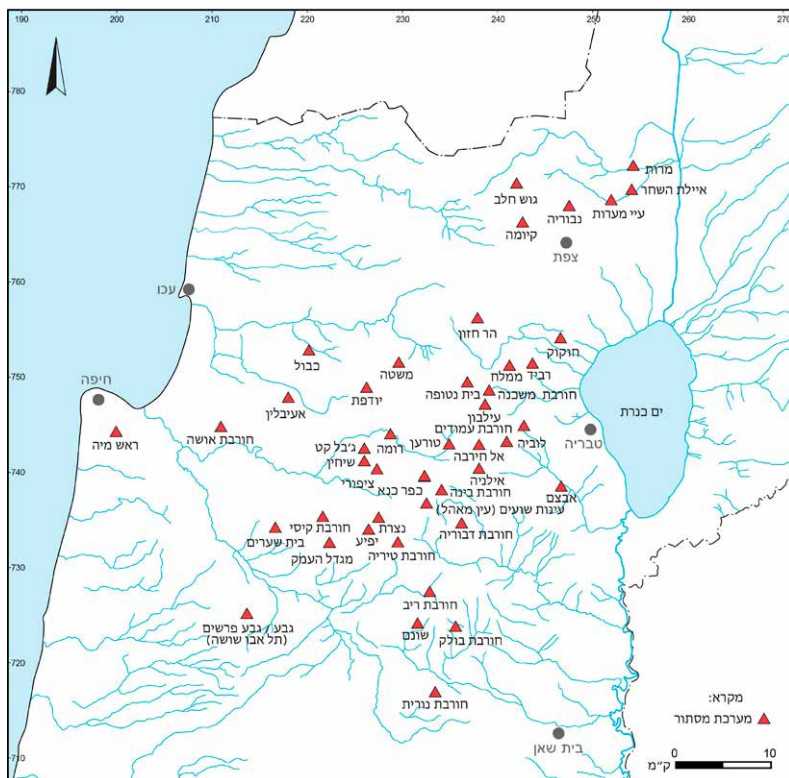 190
200
210
220
230
240
250
260
270
780
770
760
750
740
730
720
710
מרות
איילת השחר
גוש חלב
עיי מערות
נבוריה
קיומה
צפת
עכו
הר חזון
חוקוק
כבול
משטה
רביד
ממלח
חיפה
יודפת
בית נטופה
חורבת משכנה
ים כנרת
אעיבלין
עילבון
טבריה
ראש מיה
חורבת אושה
רומה
חורבת עמודים
לוביה
ג'בל קט
טורען
אל חירבה
שיחין
ציפורי
אילניה
כפר כנא
חורבת בינה
אבצם
עינות שועים (עין מאהל)
חורבת קיסי
נצרת
חורבת דבוריה
בית שערים
יפיע
מגדל העמק
חורבת טיריה
חורבת ריב
גבע / גבע פרשים
(תל אבו שושה)
שונם
חורבת בולק
חורבת נורית
בית שאן
מקרא:
מערכת מסתור
0
10
ק"מ